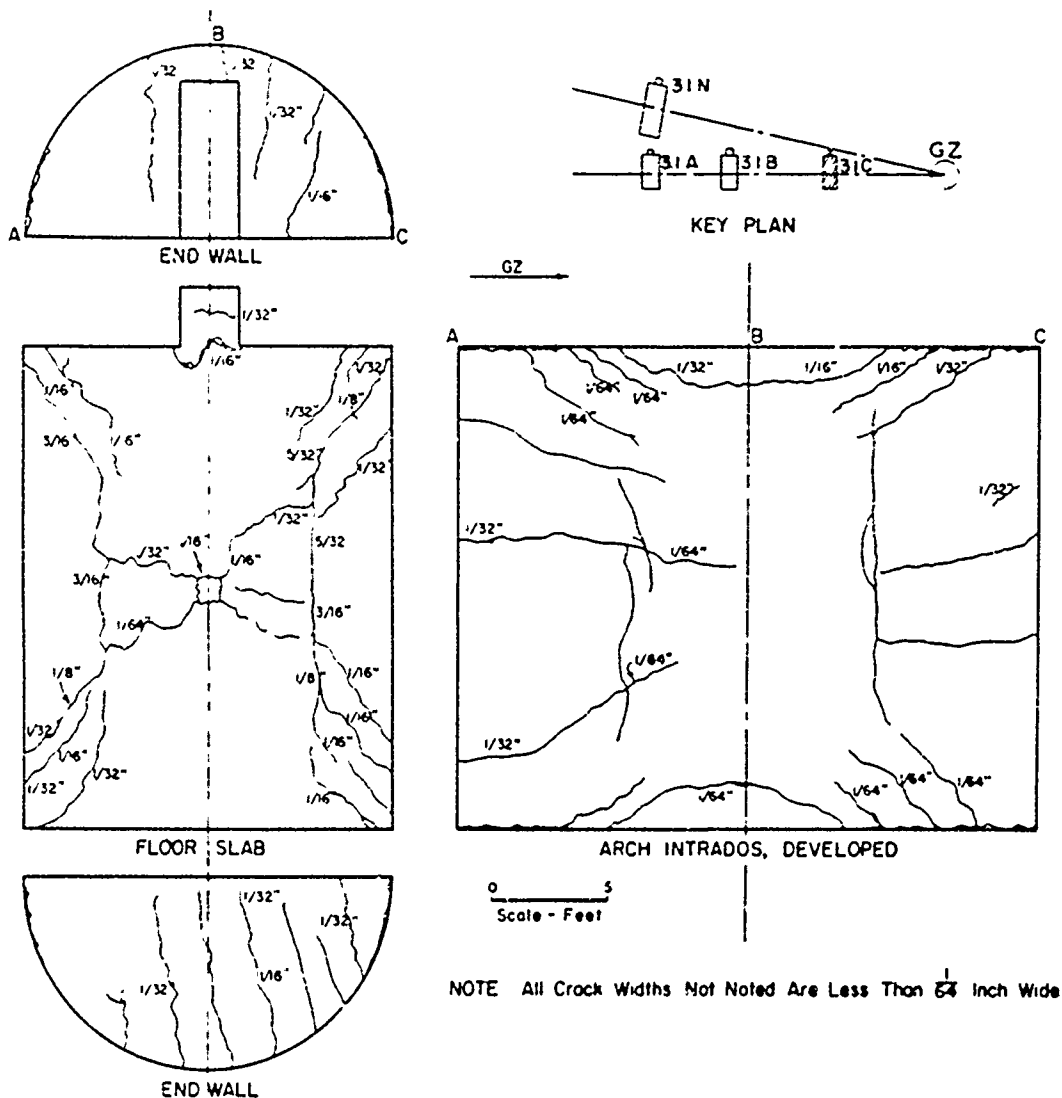 B
1/32
1/32
1/32"
1/16"
A
C
END WALL
31N
31A
31B
31C
GZ
KEY PLAN
GZ
1/32"
1/16"
1/32
1/16"
1/8"
1/32"
3/16
5/32"
1/32
1/32"
5/32
1/32"
1/16"
3/16"
3/16"
1/64"
1/8"
1/8"
1/16"
1/32
1/16"
1/16"
1/16"
1/32"
1/32"
1/16
FLOOR SLAB
A
B
C
1/32"
1/16"
1/16"
1/32"
1/64"
1/64"
1/64"
1/32"
1/32"
1/64"
1/64"
1/32"
1/64"
1/64"
1/64"
1/64"
ARCH INTRADOS, DEVELOPED
0 5
Scale - Feet
1/32"
1/32"
1/32"
1/16"
END WALL
NOTE All Crack Widths Not Noted Are Less Than 1/64 Inch Wide